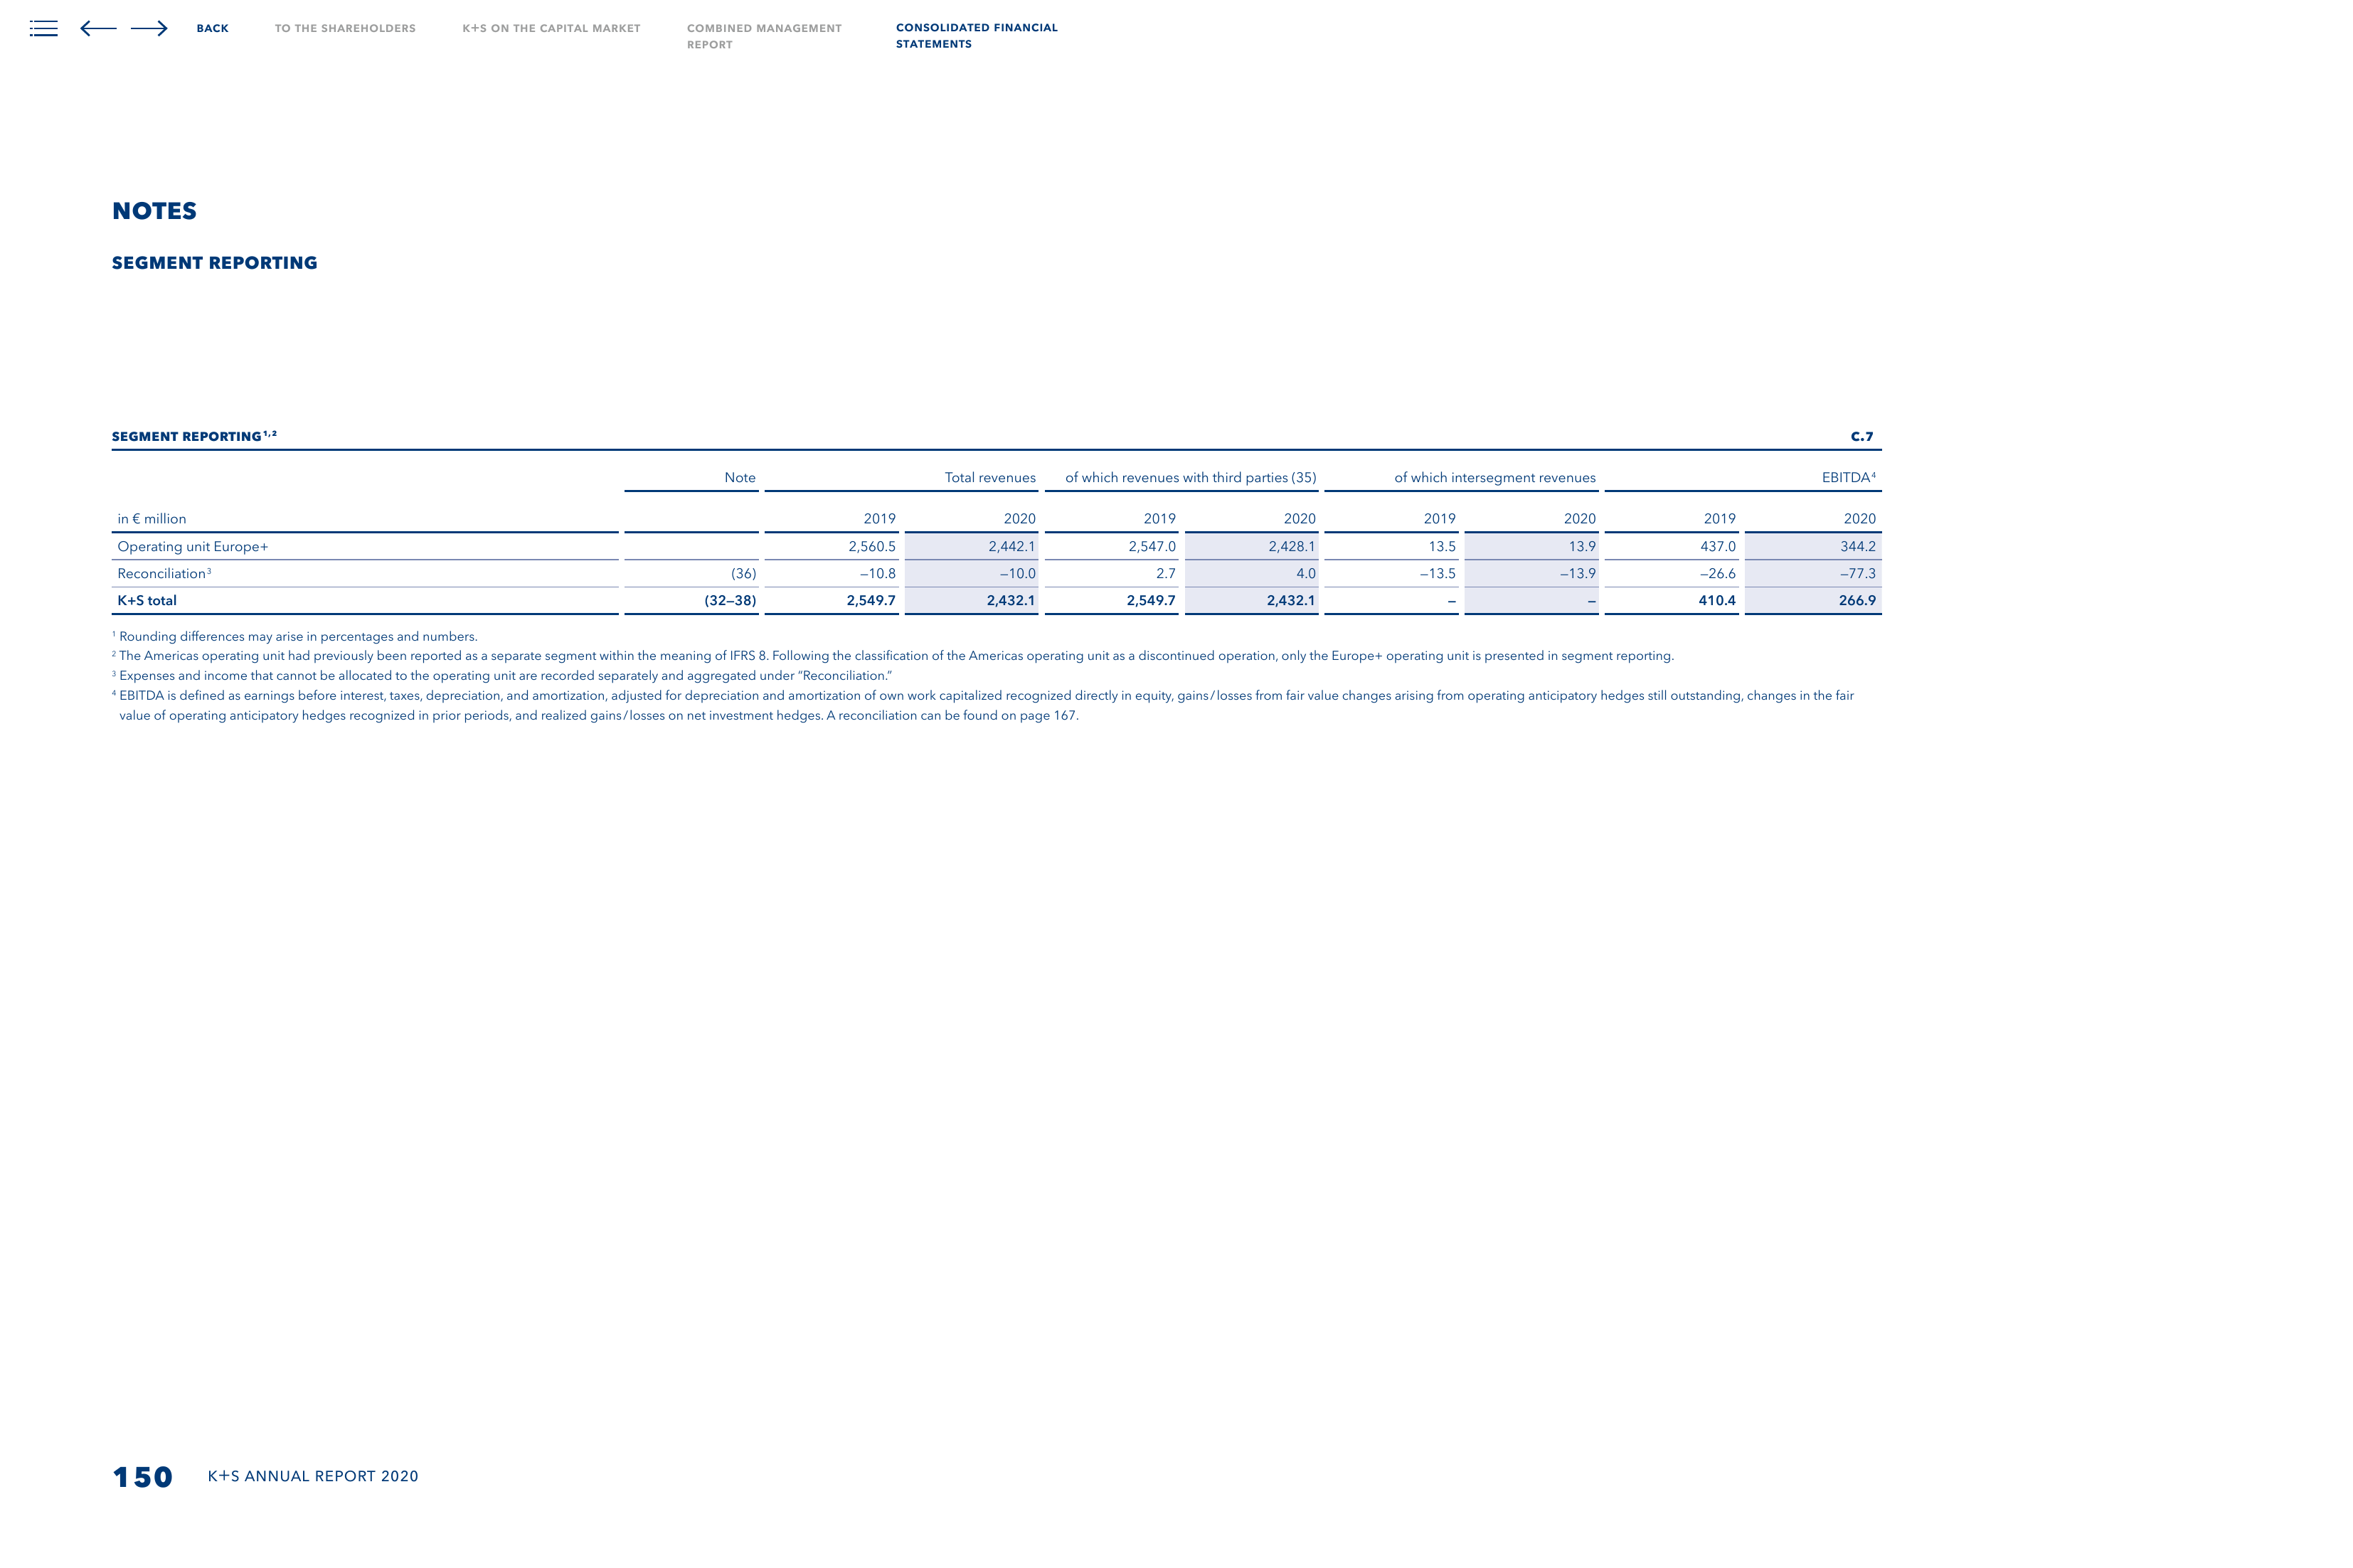 BACK TO THE SHAREHOLDERS K+S ON THE CAPITAL MARKET COMBINED MANAGEMENT REPORT CONSOLIDATED FINANCIAL STATEMENTS
NOTES
SEGMENT REPORTING
SEGMENT REPORTING 1, 2 C.7
Note Total revenues of which revenues with third parties (35) of which intersegment revenues EBITDA 4
in € million 2019 2020 2019 2020 2019 2020 2019 2020
Operating unit Europe+ 2,560.5 2,442.1 2,547.0 2,428.1 13.5 13.9 437.0 344.2
Reconciliation 3 (36) –10.8 –10.0 2.7 4.0 –13.5 –13.9 –26.6 –77.3
K+S total (32–38) 2,549.7 2,432.1 2,549.7 2,432.1 – – 410.4 266.9
1 Rounding differences may arise in percentages and numbers.
2 The Americas operating unit had previously been reported as a separate segment within the meaning of IFRS 8. Following the classification of the Americas operating unit as a discontinued operation, only the Europe+ operating unit is presented in segment reporting.
3 Expenses and income that cannot be allocated to the operating unit are recorded separately and aggregated under “Reconciliation.”
4 EBITDA is defined as earnings before interest, taxes, depreciation, and amortization, adjusted for depreciation and amortization of own work capitalized recognized directly in equity, gains / losses from fair value changes arising from operating anticipatory hedges still outstanding, changes in the fair
value of operating anticipatory hedges recognized in prior periods, and realized gains / losses on net investment hedges. A reconciliation can be found on page 167.
150 K+S ANNUAL REPORT 2020